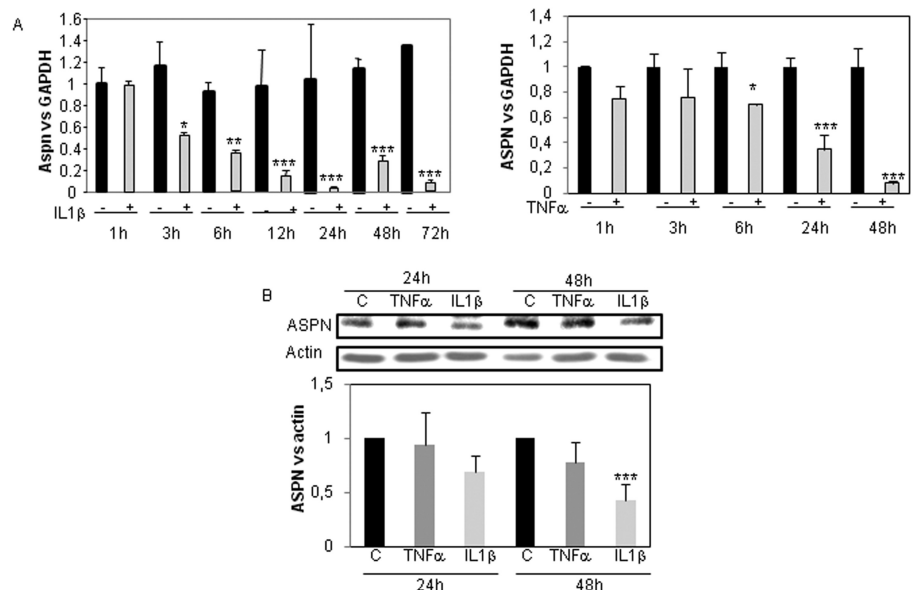 A
Aspn vs GAPDH
1.6
1.4
1.2
1
0.8
0.6
0.4
0.2
0
* ** *** *** *** ***
IL1β - + - + - + - + - + - + - +
1h 3h 6h 12h 24h 48h 72h
ASPN vs GAPDH
1,4
1,2
1
0,8
0,6
0,4
0,2
0
* *** ***
TNFα - + - + - + - + - +
1h 3h 6h 24h 48h
B
24h 48h
C TNFα IL1β C TNFα IL1β
ASPN
Actin
ASPN vs actin
1,5
1
0,5
0
***
C TNFα IL1β C TNFα IL1β
24h 48h